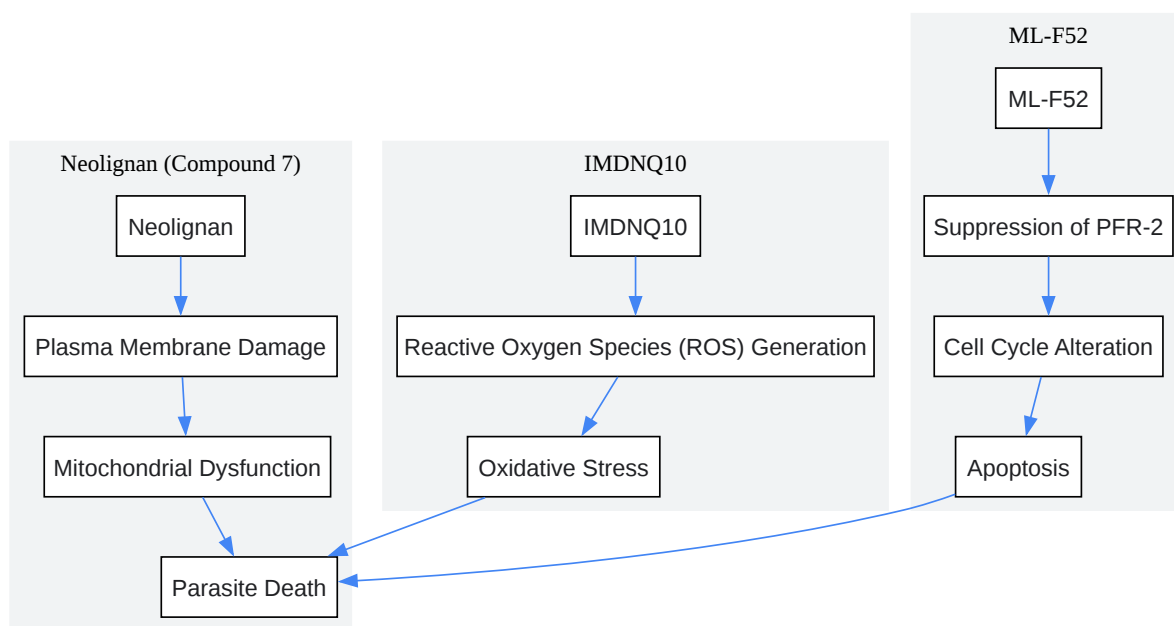 Neolignan (Compound 7)
Neolignan
Plasma Membrane Damage
Mitochondrial Dysfunction
Parasite Death
IMDNQ10
IMDNQ10
Reactive Oxygen Species (ROS) Generation
Oxidative Stress
ML-F52
ML-F52
Suppression of PFR-2
Cell Cycle Alteration
Apoptosis